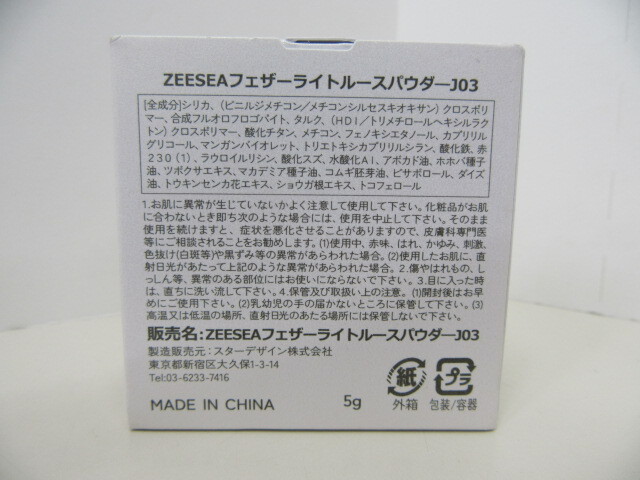 ZEESEAフェザーライトルースパウダーJ03
[全成分]シリカ、(ビニルジメチコン/メチコンシルセスキオキサン)クロスポリ
マー、合成フルオロフロゴパイト、タルク、(HDI/トリメチロールヘキシルラク
トン)クロスポリマー、酸化チタン、メチコン、フェノキシエタノール、カプリリル
グリコール、マンガンバイオレット、トリエトキシカプリリルシラン、酸化鉄、赤
230(1)、ラウロイルリシン、酸化スズ、水酸化AI、アボカド油、ホホバ種子
油、ツボクサエキス、マカデミア種子油、コムギ胚芽油、ビサボロール、ダイズ
油、トウキンセンカ花エキス、ショウガ根エキス、トコフェロール
1.お肌に異常が生じていないかよく注意して使用して下さい。化粧品がお肌
に合わないとき即ち次のような場合には、使用を中止して下さい。そのまま
使用を続けますと、症状を悪化させることがありますので、皮膚科専門医
等にご相談されることをお勧めします。(1)使用中、赤味、はれ、かゆみ、刺激、
色抜け(白斑等)や黒ずみ等の異常があらわれた場合。(2)使用したお肌に、直
射日光があたって上記のような異常があらわれた場合。2.傷やはれもの、し
っしん等、異常のある部位にはお使いにならないで下さい。3.目に入った時
は、直ちに洗い流して下さい。4.保管及び取扱い上の注意。(1)開封後はお早
めにご使用下さい。(2)乳幼児の手の届かないところに保管して下さい。(3)
高温又は低温の場所、直射日光のあたる場所には保管しないで下さい。
販売名:ZEESEAフェザーライトルースパウダーJ03
製造販売元:スターデザイン株式会社
東京都新宿区大久保1-3-14
Tel:03-6233-7416
MADE IN CHINA 5g
紙 プラ
外箱 包装/容器